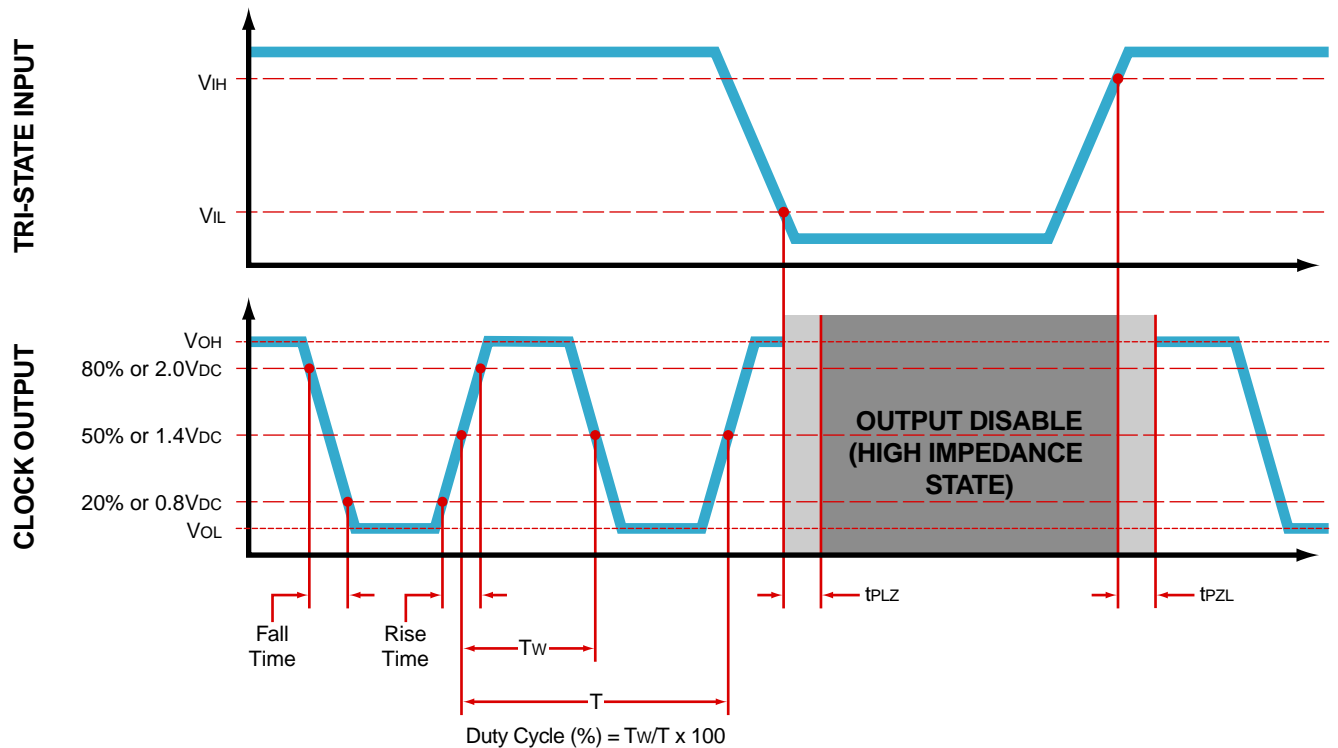 TRI-STATE INPUT
VIH
VIL
CLOCK OUTPUT
VOH
80% or 2.0VDC
50% or 1.4VDC
20% or 0.8VDC
VOL
OUTPUT DISABLE
(HIGH IMPEDANCE
STATE)
Fall
Time
Rise
Time
TW
T
tPLZ
tPZL
Duty Cycle (%) = TW/T x 100